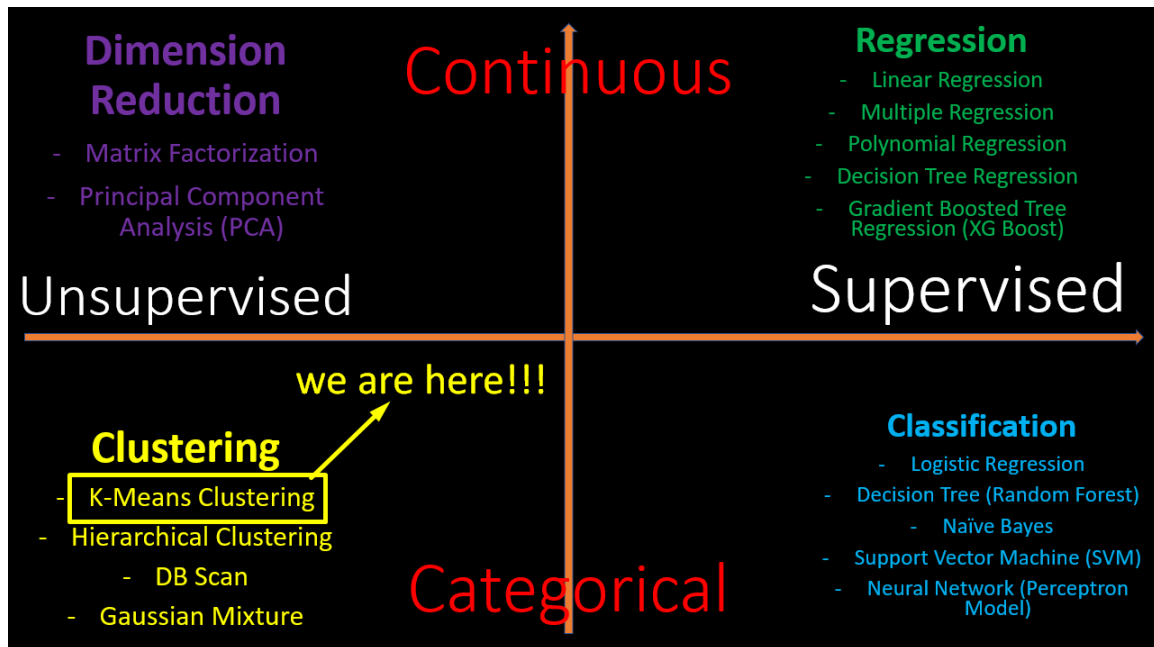 Dimension
Reduction
- Matrix Factorization
- Principal Component
Analysis (PCA)
Continuous
Regression
- Linear Regression
- Multiple Regression
- Polynomial Regression
- Decision Tree Regression
- Gradient Boosted Tree
Regression (XG Boost)
Unsupervised
Supervised
we are here!!!
Clustering
- K-Means Clustering
- Hierarchical Clustering
- DB Scan
- Gaussian Mixture
Categorical
Classification
- Logistic Regression
- Decision Tree (Random Forest)
- Naïve Bayes
- Support Vector Machine (SVM)
- Neural Network (Perceptron
Model)